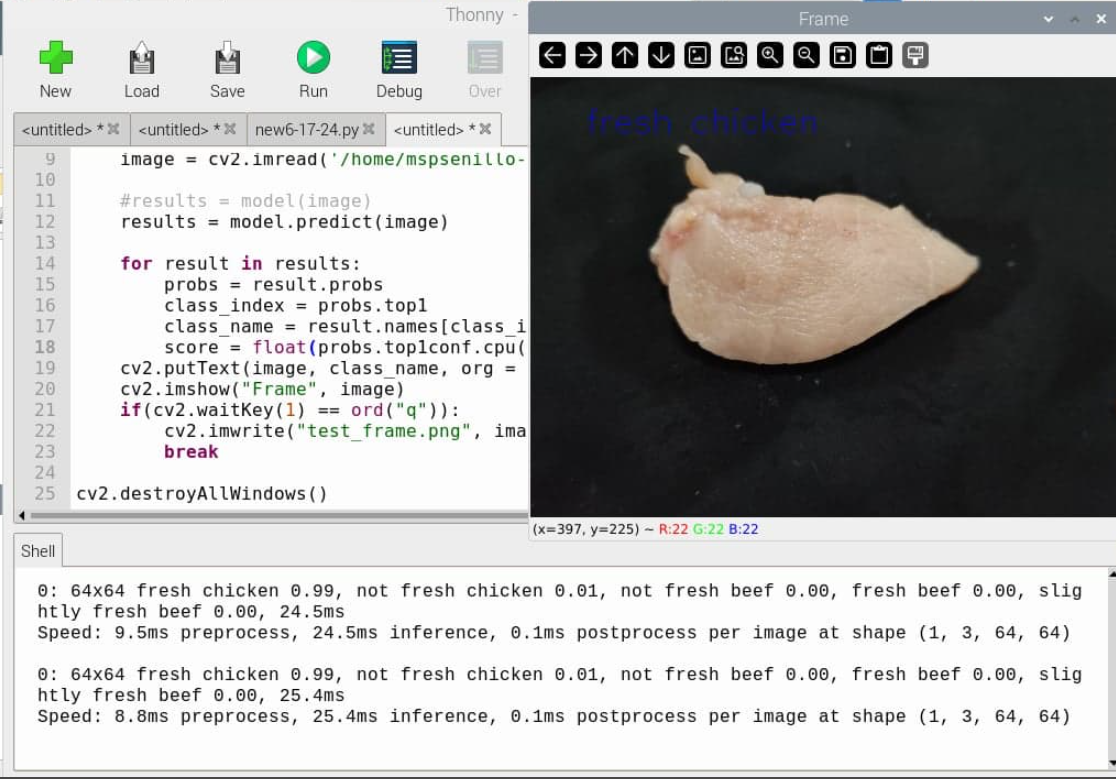 Thonny -
Frame
New
Load
Save
Run
Debug
Over
<untitled> *
<untitled> *
new6-17-24.py
<untitled> *
9 image = cv2.imread('/home/mspsenillo-
10
11 #results = model(image)
12 results = model.predict(image)
13
14 for result in results:
15 probs = result.probs
16 class_index = probs.top1
17 class_name = result.names[class_i
18 score = float(probs.top1conf.cpu(
19 cv2.putText(image, class_name, org =
20 cv2.imshow("Frame", image)
21 if(cv2.waitKey(1) == ord("q")):
22 cv2.imwrite("test_frame.png", ima
23 break
24
25 cv2.destroyAllWindows()
fresh chicken
(x=397, y=225) ~ R:22 G:22 B:22
Shell
0: 64x64 fresh chicken 0.99, not fresh chicken 0.01, not fresh beef 0.00, fresh beef 0.00, slig
htly fresh beef 0.00, 24.5ms
Speed: 9.5ms preprocess, 24.5ms inference, 0.1ms postprocess per image at shape (1, 3, 64, 64)
0: 64x64 fresh chicken 0.99, not fresh chicken 0.01, not fresh beef 0.00, fresh beef 0.00, slig
htly fresh beef 0.00, 25.4ms
Speed: 8.8ms preprocess, 25.4ms inference, 0.1ms postprocess per image at shape (1, 3, 64, 64)